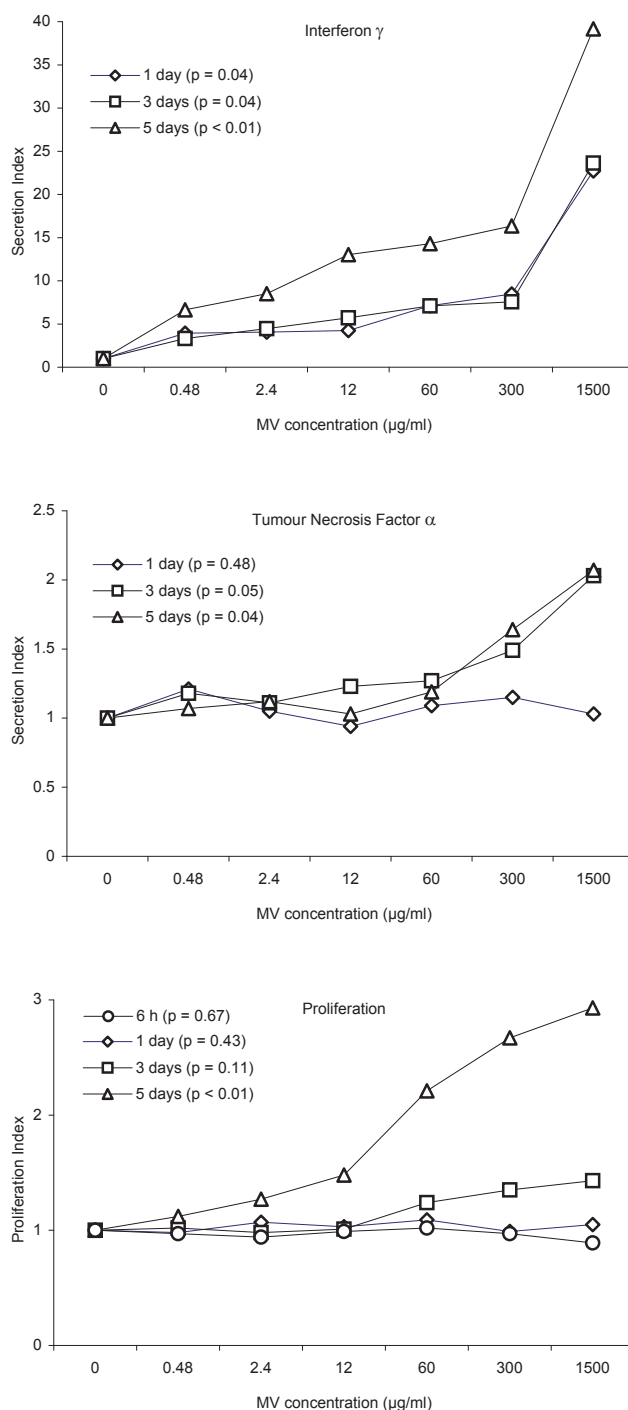 Interferon γ
1 day (p = 0.04)
3 days (p = 0.04)
5 days (p < 0.01)
Secretion Index
40
35
30
25
20
15
10
5
0
0 0.48 2.4 12 60 300 1500
MV concentration (µg/ml)
Tumour Necrosis Factor α
1 day (p = 0.48)
3 days (p = 0.05)
5 days (p = 0.04)
Secretion Index
2.5
2
1.5
1
0.5
0
0 0.48 2.4 12 60 300 1500
MV concentration (µg/ml)
Proliferation
6 h (p = 0.67)
1 day (p = 0.43)
3 days (p = 0.11)
5 days (p < 0.01)
Proliferation Index
3
2
1
0
0 0.48 2.4 12 60 300 1500
MV concentration (µg/ml)